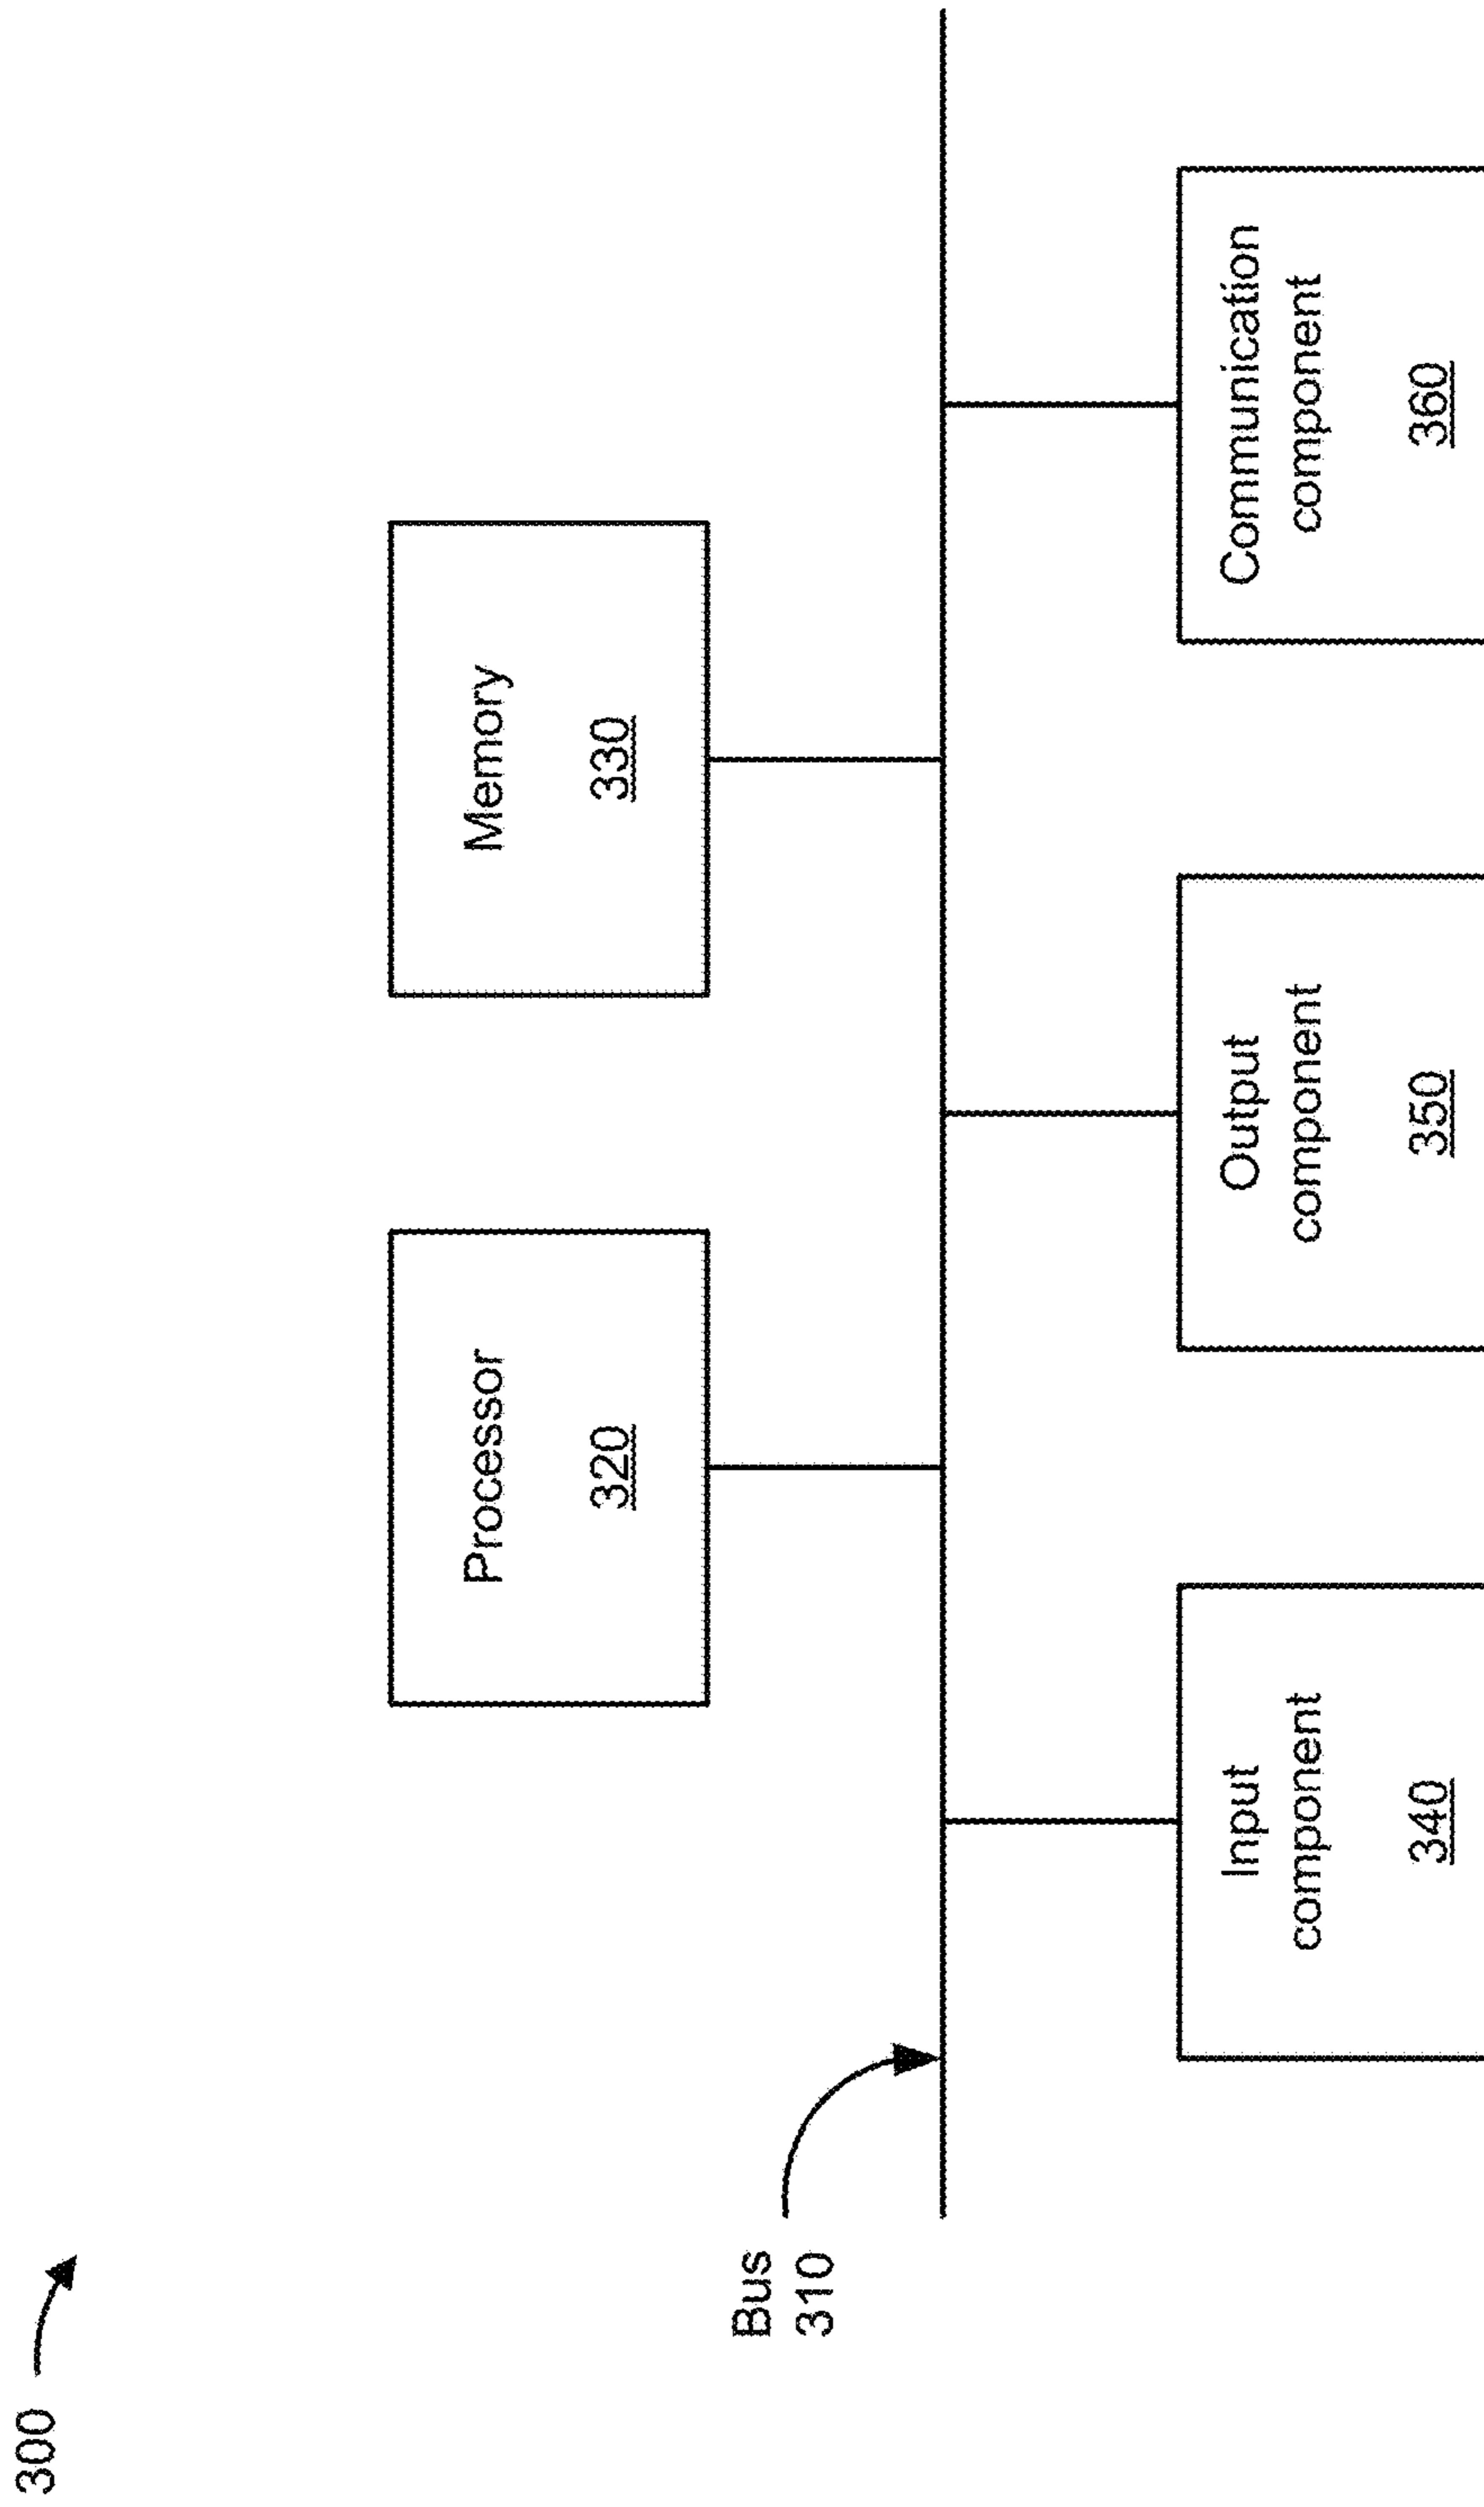 300
Processor
320
Memory
330
Bus
310
Input
component
340
Output
component
350
Communication
component
360